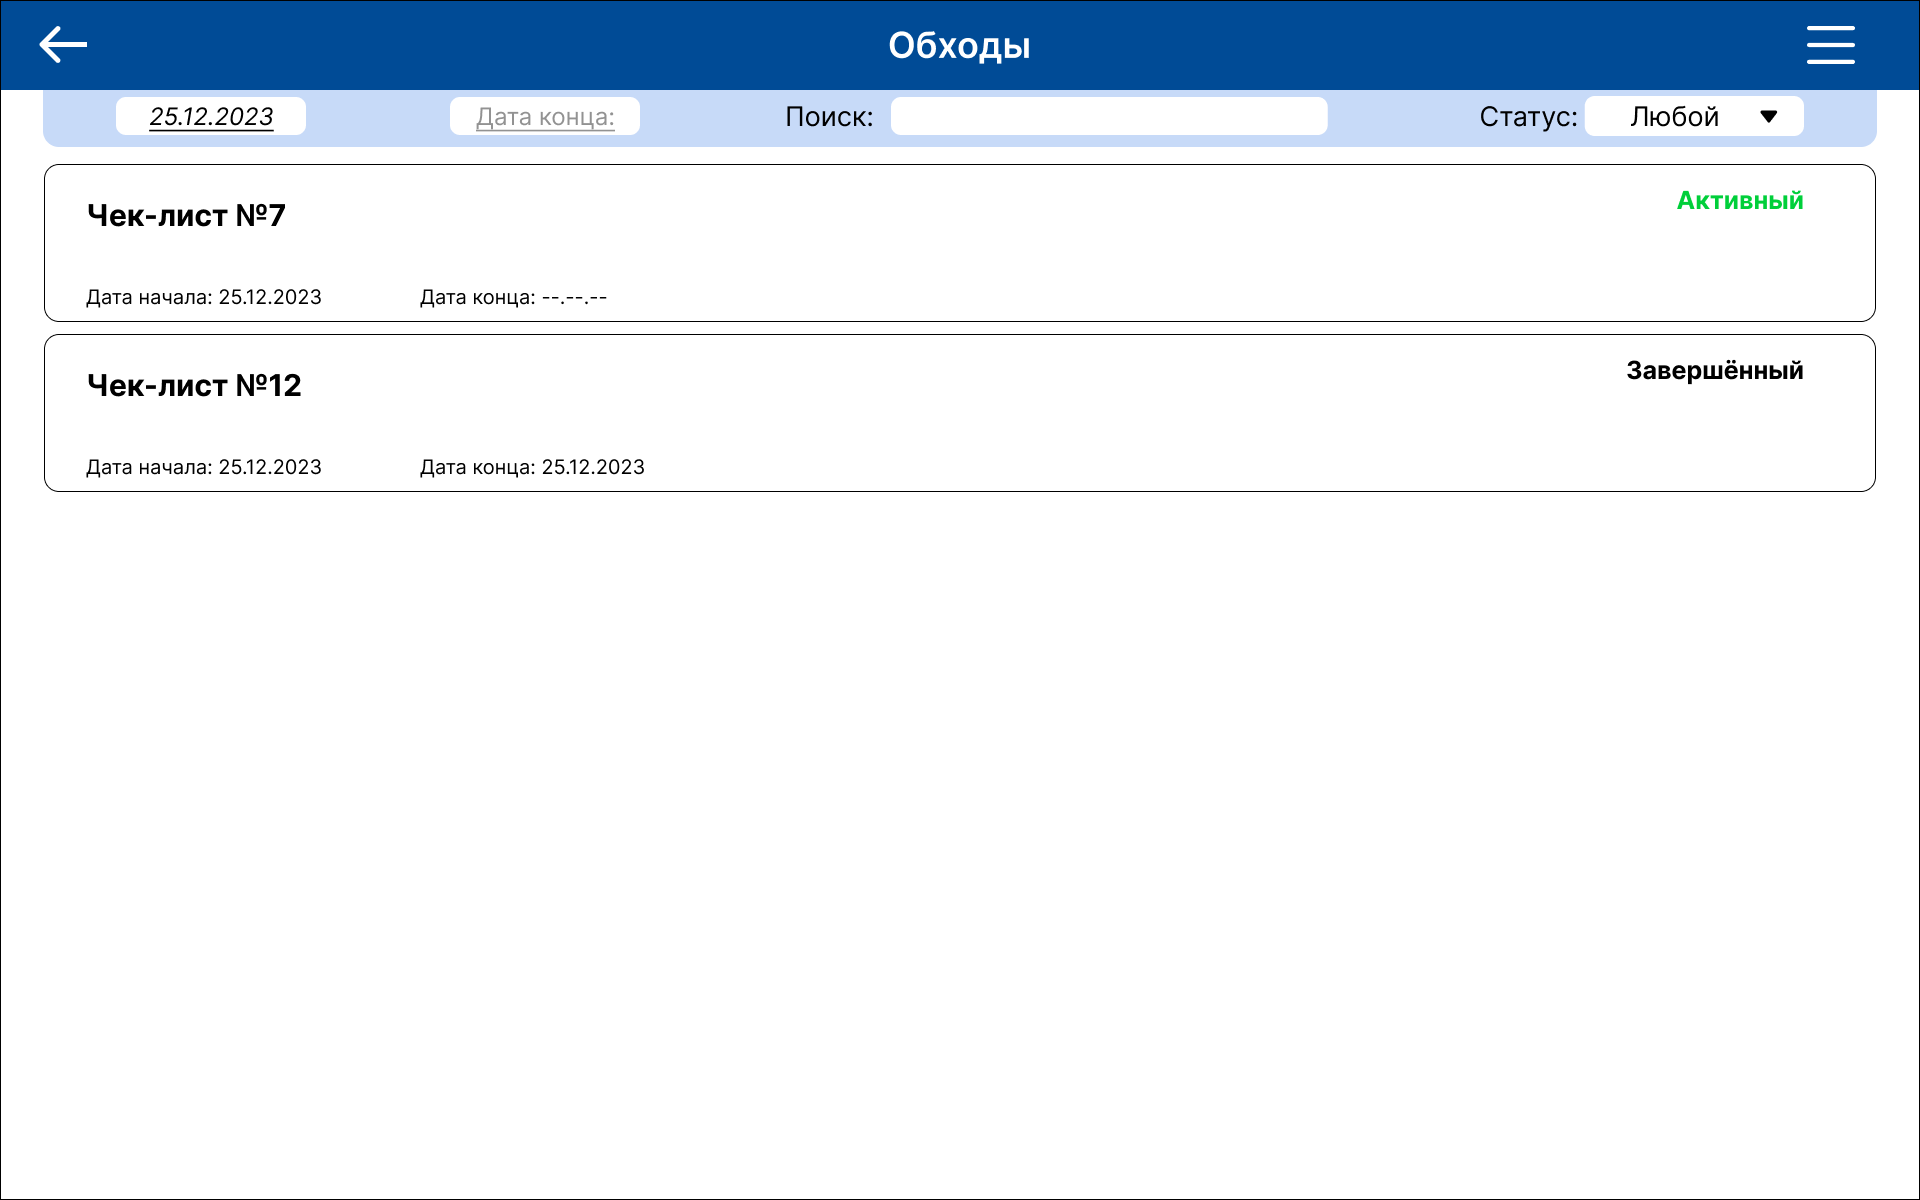 Обходы
25.12.2023 Дата конца: Поиск: Статус: Любой
Чек-лист №7 Активный
Дата начала: 25.12.2023 Дата конца: --.--.--
Чек-лист №12 Завершённый
Дата начала: 25.12.2023 Дата конца: 25.12.2023